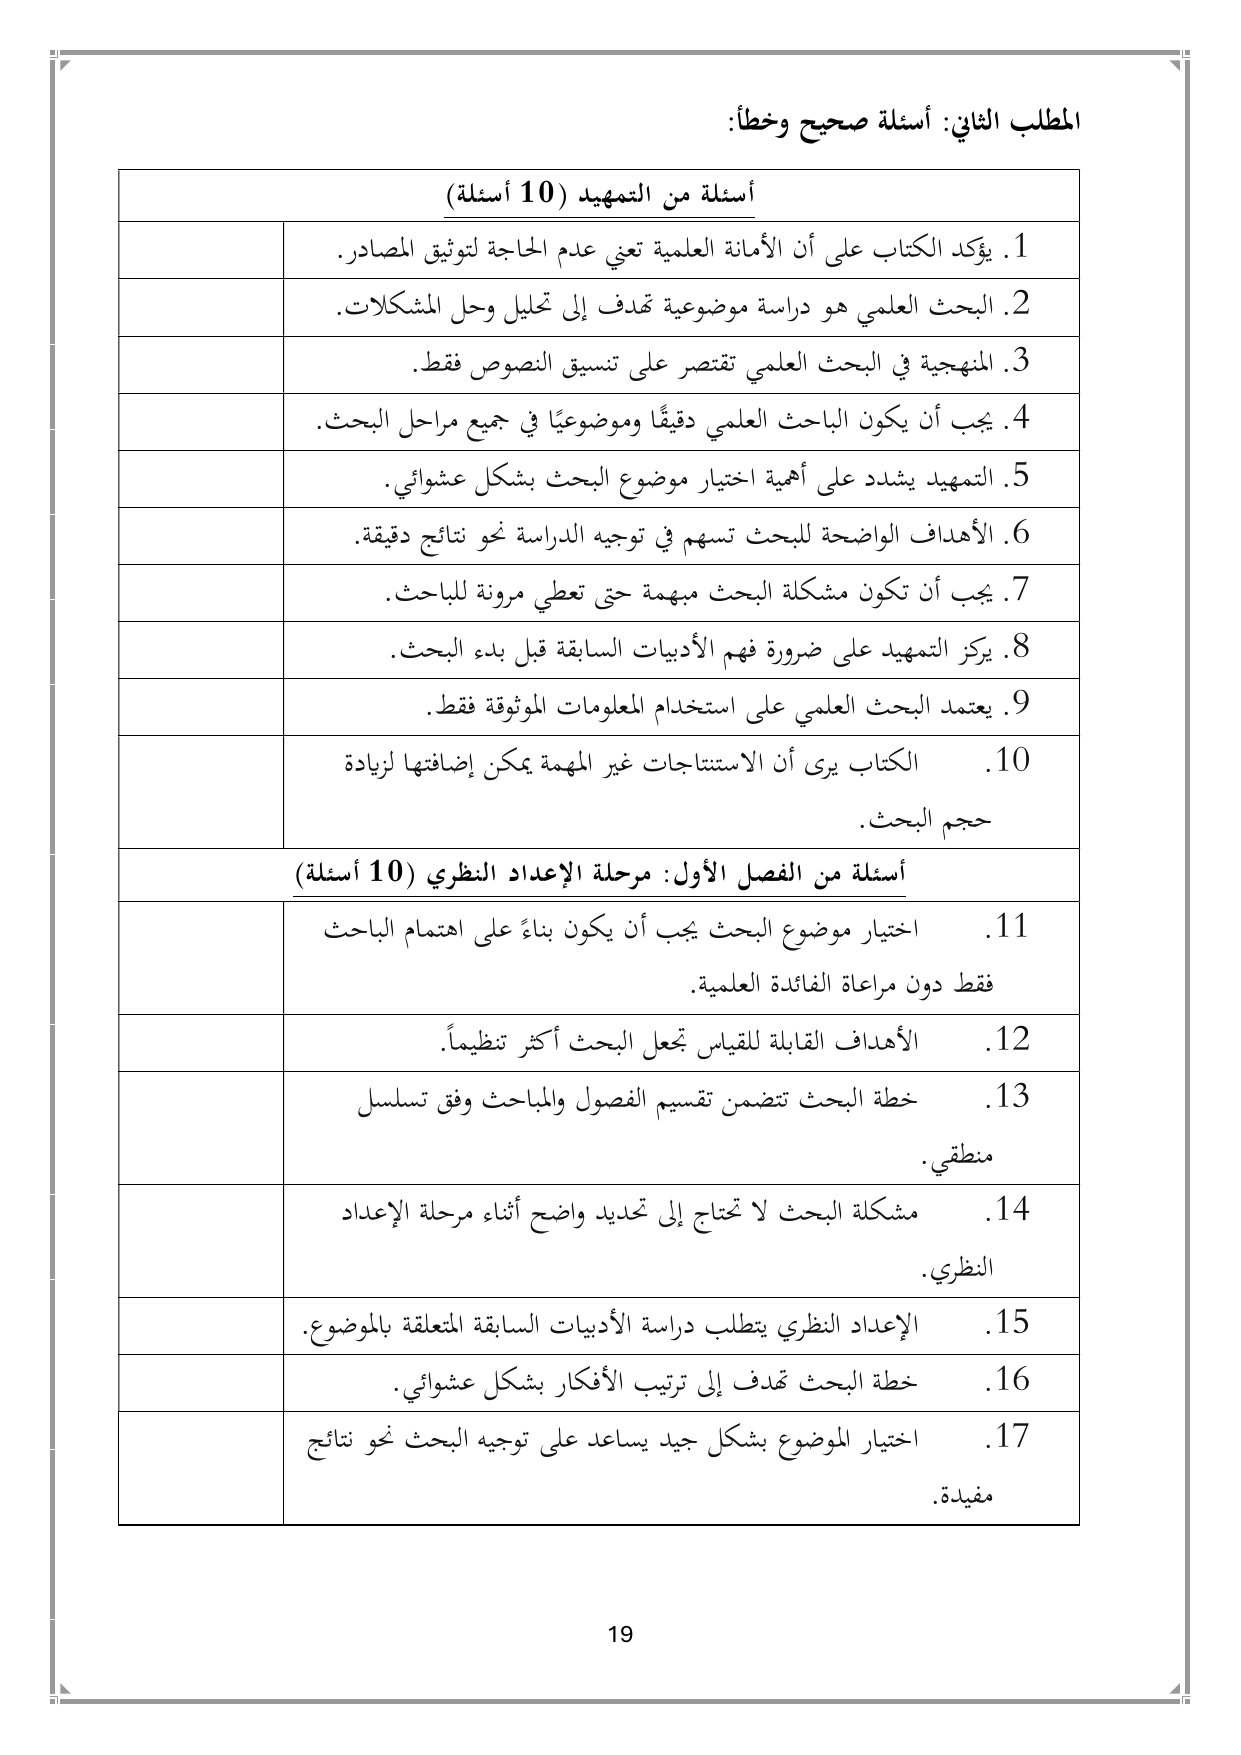 المطلب الثاني: أسئلة صحيح وخطأ:
أسئلة من التمهيد (10 أسئلة)
1. يؤكد الكتاب على أن الأمانة العلمية تعني عدم الحاجة لتوثيق المصادر.
2. البحث العلمي هو دراسة موضوعية تهدف إلى تحليل وحل المشكلات.
3. المنهجية في البحث العلمي تقتصر على تنسيق النصوص فقط.
4. يجب أن يكون الباحث العلمي دقيقًا وموضوعيًا في جميع مراحل البحث.
5. التمهيد يشدد على أهمية اختيار موضوع البحث بشكل عشوائي.
6. الأهداف الواضحة للبحث تسهم في توجيه الدراسة نحو نتائج دقيقة.
7. يجب أن تكون مشكلة البحث مبهمة حتى تعطي مرونة للباحث.
8. يركز التمهيد على ضرورة فهم الأدبيات السابقة قبل بدء البحث.
9. يعتمد البحث العلمي على استخدام المعلومات الموثوقة فقط.
10. الكتاب يرى أن الاستنتاجات غير المهمة يمكن إضافتها لزيادة
حجم البحث.
أسئلة من الفصل الأول: مرحلة الإعداد النظري (10 أسئلة)
11. اختيار موضوع البحث يجب أن يكون بناءً على اهتمام الباحث
فقط دون مراعاة الفائدة العلمية.
12. الأهداف القابلة للقياس تجعل البحث أكثر تنظيماً.
13. خطة البحث تتضمن تقسيم الفصول والمباحث وفق تسلسل
منطقي.
14. مشكلة البحث لا تحتاج إلى تحديد واضح أثناء مرحلة الإعداد
النظري.
15. الإعداد النظري يتطلب دراسة الأدبيات السابقة المتعلقة بالموضوع.
16. خطة البحث تهدف إلى ترتيب الأفكار بشكل عشوائي.
17. اختيار الموضوع بشكل جيد يساعد على توجيه البحث نحو نتائج
مفيدة.
19